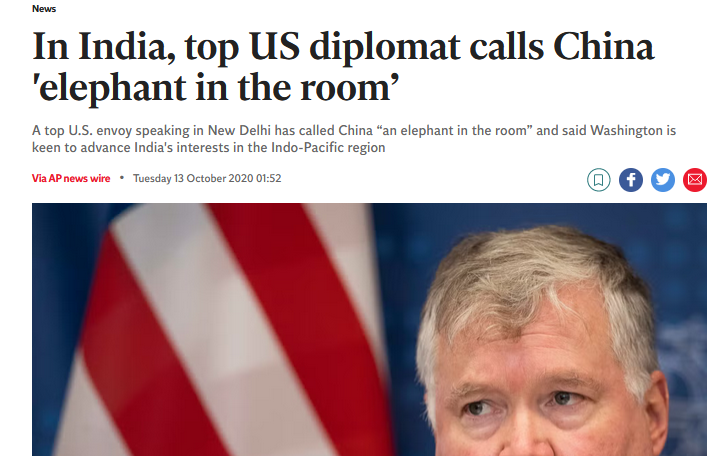 News
In India, top US diplomat calls China
'elephant in the room’
A top U.S. envoy speaking in New Delhi has called China “an elephant in the room” and said Washington is
keen to advance India's interests in the Indo-Pacific region
Via AP news wire • Tuesday 13 October 2020 01:52